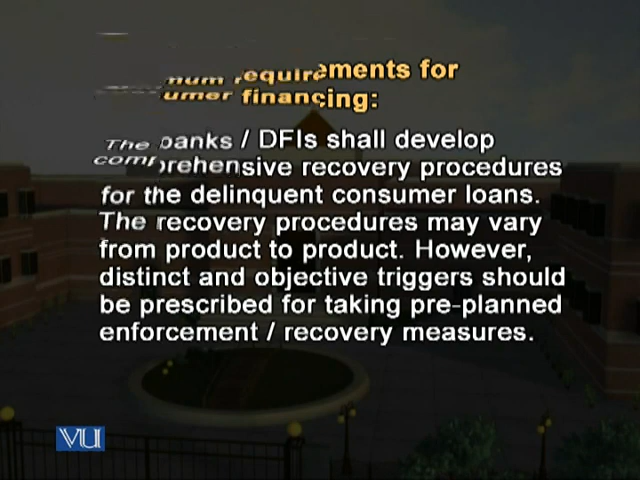 requirements for
financing:
The banks / DFIs shall develop
comprehensive recovery procedures
for the delinquent consumer loans.
The recovery procedures may vary
from product to product. However,
distinct and objective triggers should
be prescribed for taking pre-planned
enforcement / recovery measures.
VU